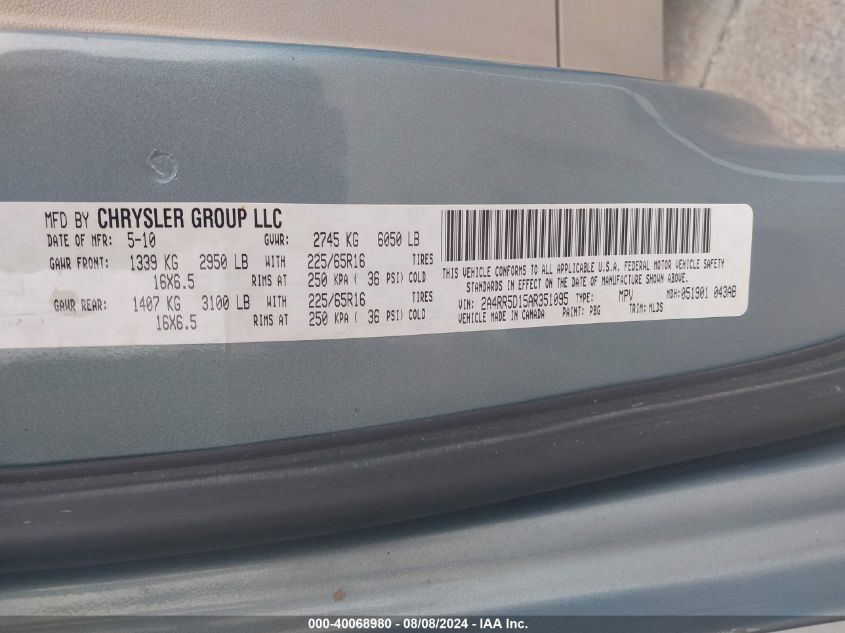 MFD BY CHRYSLER GROUP LLC
DATE OF MFR: 5-10 GVWR: 2745 KG 6050 LB
GAWR FRONT: 1339 KG 2950 LB WITH 225/65R16 TIRES
16X6.5 RIMS AT 250 KPA ( 36 PSI) COLD
GAWR REAR: 1407 KG 3100 LB WITH 225/65R16 TIRES
16X6.5 RIMS AT 250 KPA ( 36 PSI) COLD
THIS VEHICLE CONFORMS TO ALL APPLICABLE U.S.A. FEDERAL MOTOR VEHICLE SAFETY
STANDARDS IN EFFECT ON THE DATE OF MANUFACTURE SHOWN ABOVE.
VIN: 2A4RR5D15AR351095 TYPE: MPV MDH:051901 043AB
VEHICLE MADE IN CANADA PAINT: PBG TRIM: ML3S
000-40068980 - 08/08/2024 - IAA Inc.